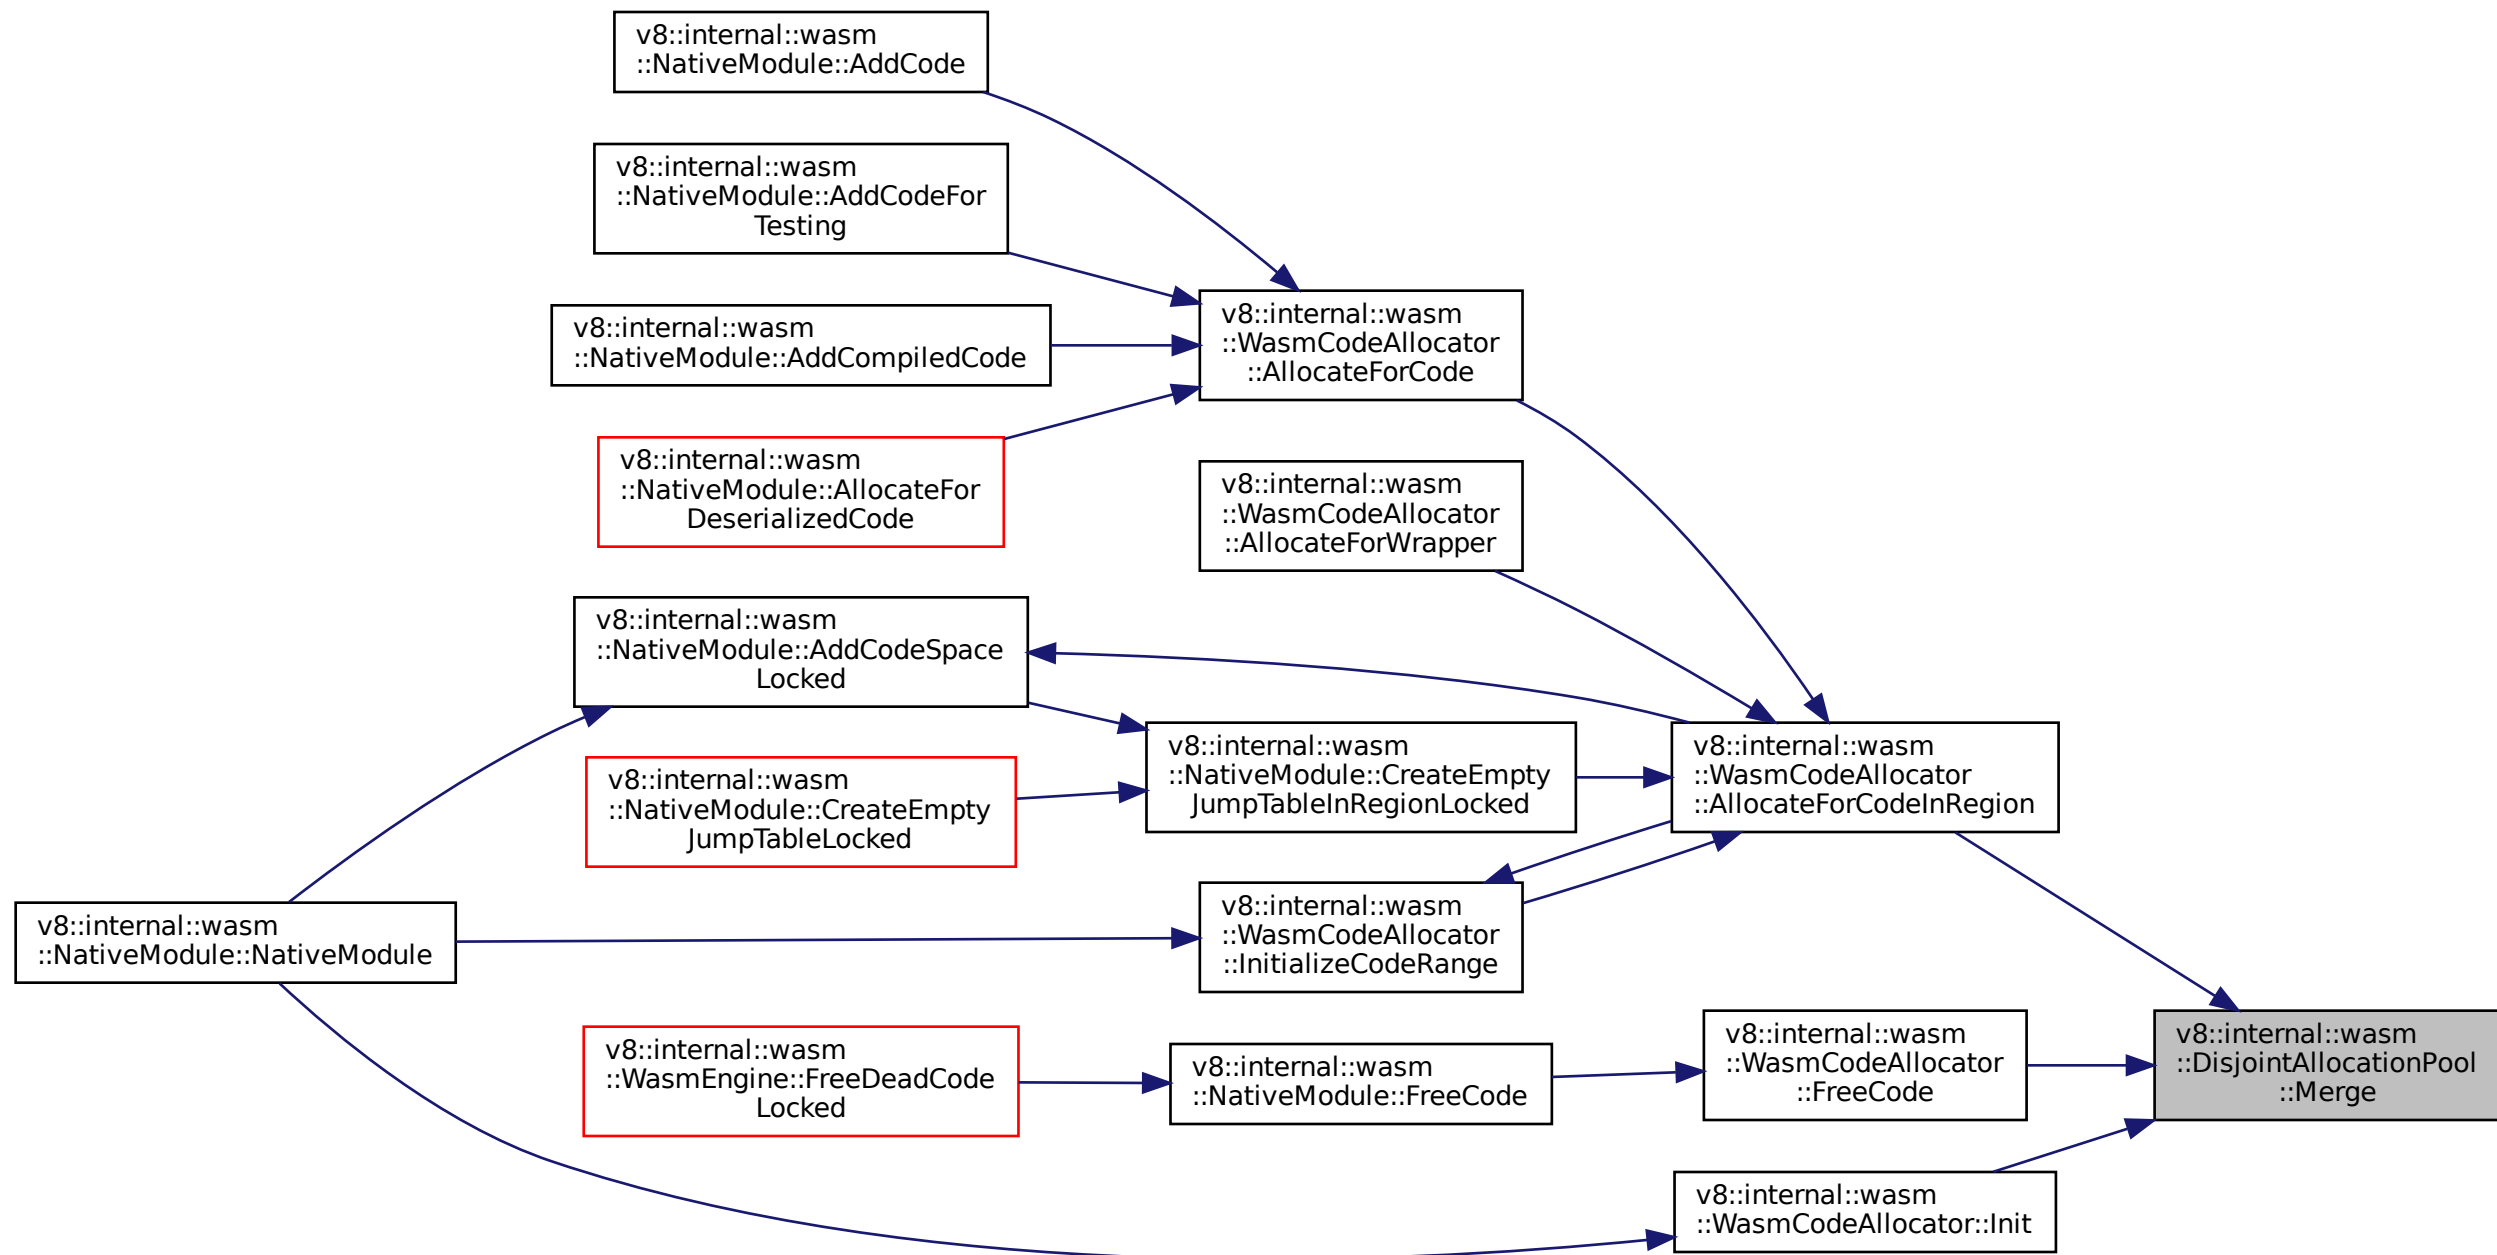 v8::internal::wasm
::NativeModule::AddCode
v8::internal::wasm
::NativeModule::AddCodeFor
Testing
v8::internal::wasm
::NativeModule::AddCompiledCode
v8::internal::wasm
::NativeModule::AllocateFor
DeserializedCode
v8::internal::wasm
::WasmCodeAllocator
::AllocateForCode
v8::internal::wasm
::WasmCodeAllocator
::AllocateForWrapper
v8::internal::wasm
::NativeModule::AddCodeSpace
Locked
v8::internal::wasm
::NativeModule::CreateEmpty
JumpTableLocked
v8::internal::wasm
::NativeModule::CreateEmpty
JumpTableInRegionLocked
v8::internal::wasm
::WasmCodeAllocator
::AllocateForCodeInRegion
v8::internal::wasm
::NativeModule::NativeModule
v8::internal::wasm
::WasmCodeAllocator
::InitializeCodeRange
v8::internal::wasm
::WasmEngine::FreeDeadCode
Locked
v8::internal::wasm
::NativeModule::FreeCode
v8::internal::wasm
::WasmCodeAllocator
::FreeCode
v8::internal::wasm
::DisjointAllocationPool
::Merge
v8::internal::wasm
::WasmCodeAllocator::Init